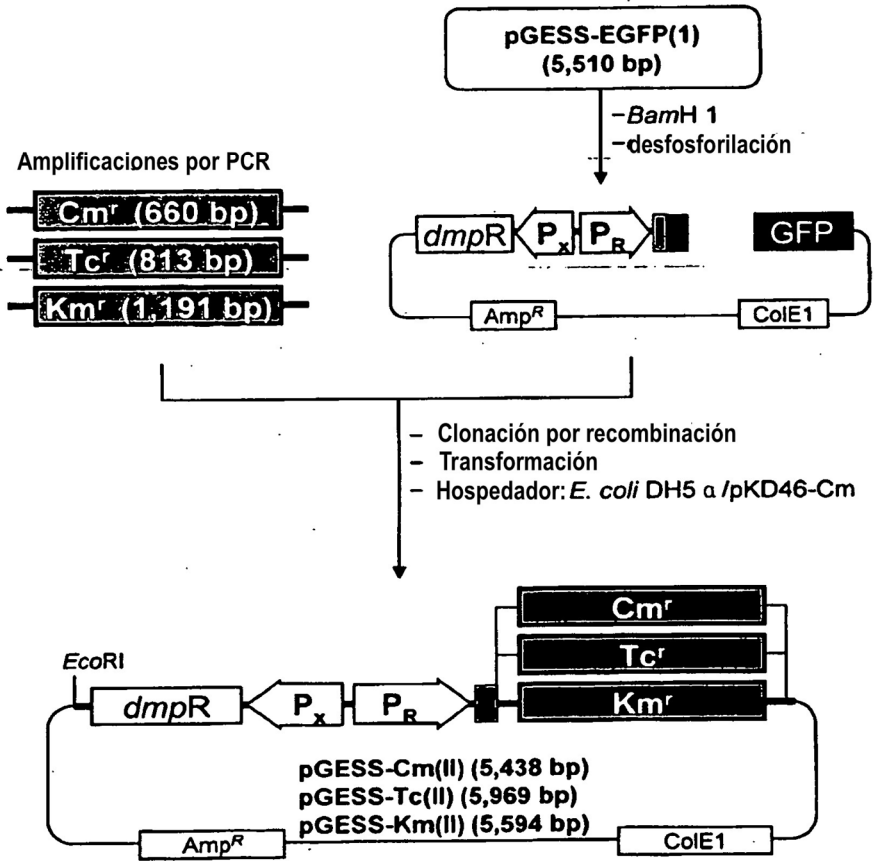 pGESS-EGFP(1)
(5,510 bp)
–BamH 1
–desfosforilación
Amplificaciones por PCR
Cmʳ (660 bp)
Tcʳ (813 bp)
Kmʳ (1,191 bp)
dmpR Pₓ P_R GFP
Ampᴿ ColE1
– Clonación por recombinación
– Transformación
– Hospedador: E. coli DH5 α /pKD46-Cm
Cmʳ
Tcʳ
EcoRI
dmpR Pₓ P_R Kmʳ
pGESS-Cm(II) (5,438 bp)
pGESS-Tc(II) (5,969 bp)
pGESS-Km(II) (5,594 bp)
Ampᴿ ColE1